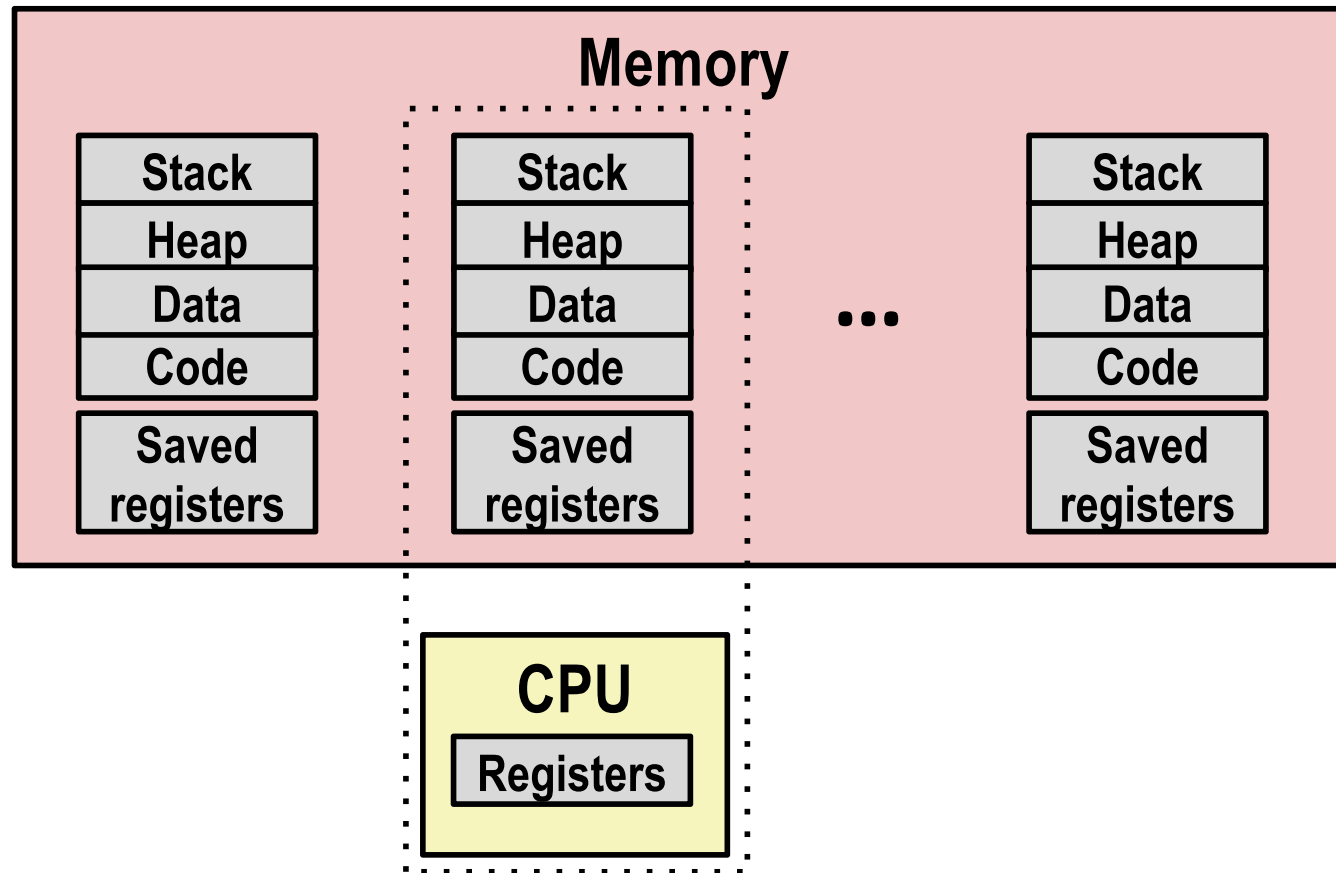 Memory
Stack
Heap
Data
Code
Saved
registers
Stack
Heap
Data
Code
Saved
registers
...
Stack
Heap
Data
Code
Saved
registers
CPU
Registers